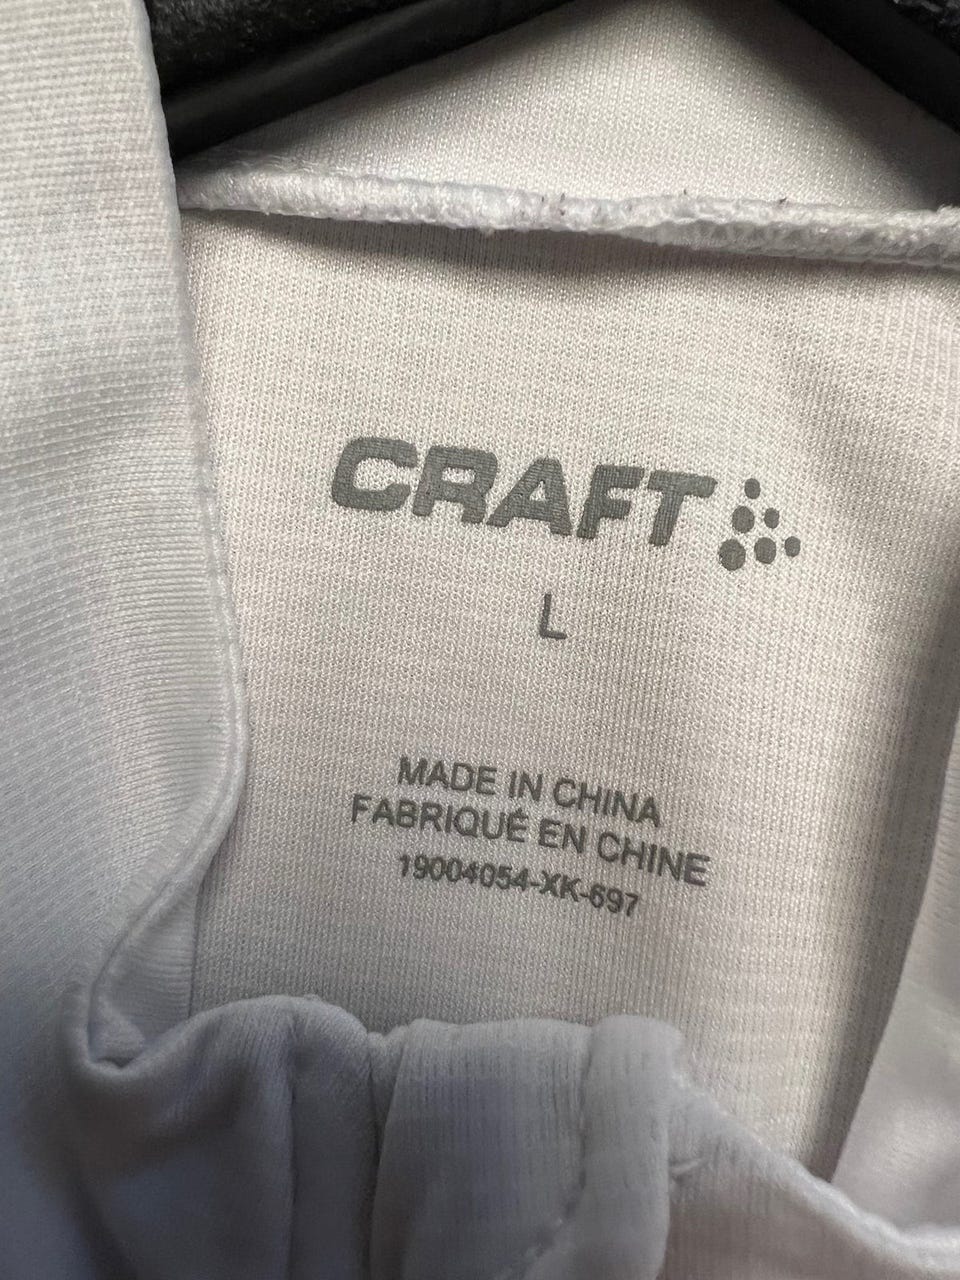 CRAFT
L
MADE IN CHINA
FABRIQUÉ EN CHINE
19004054-XK-697